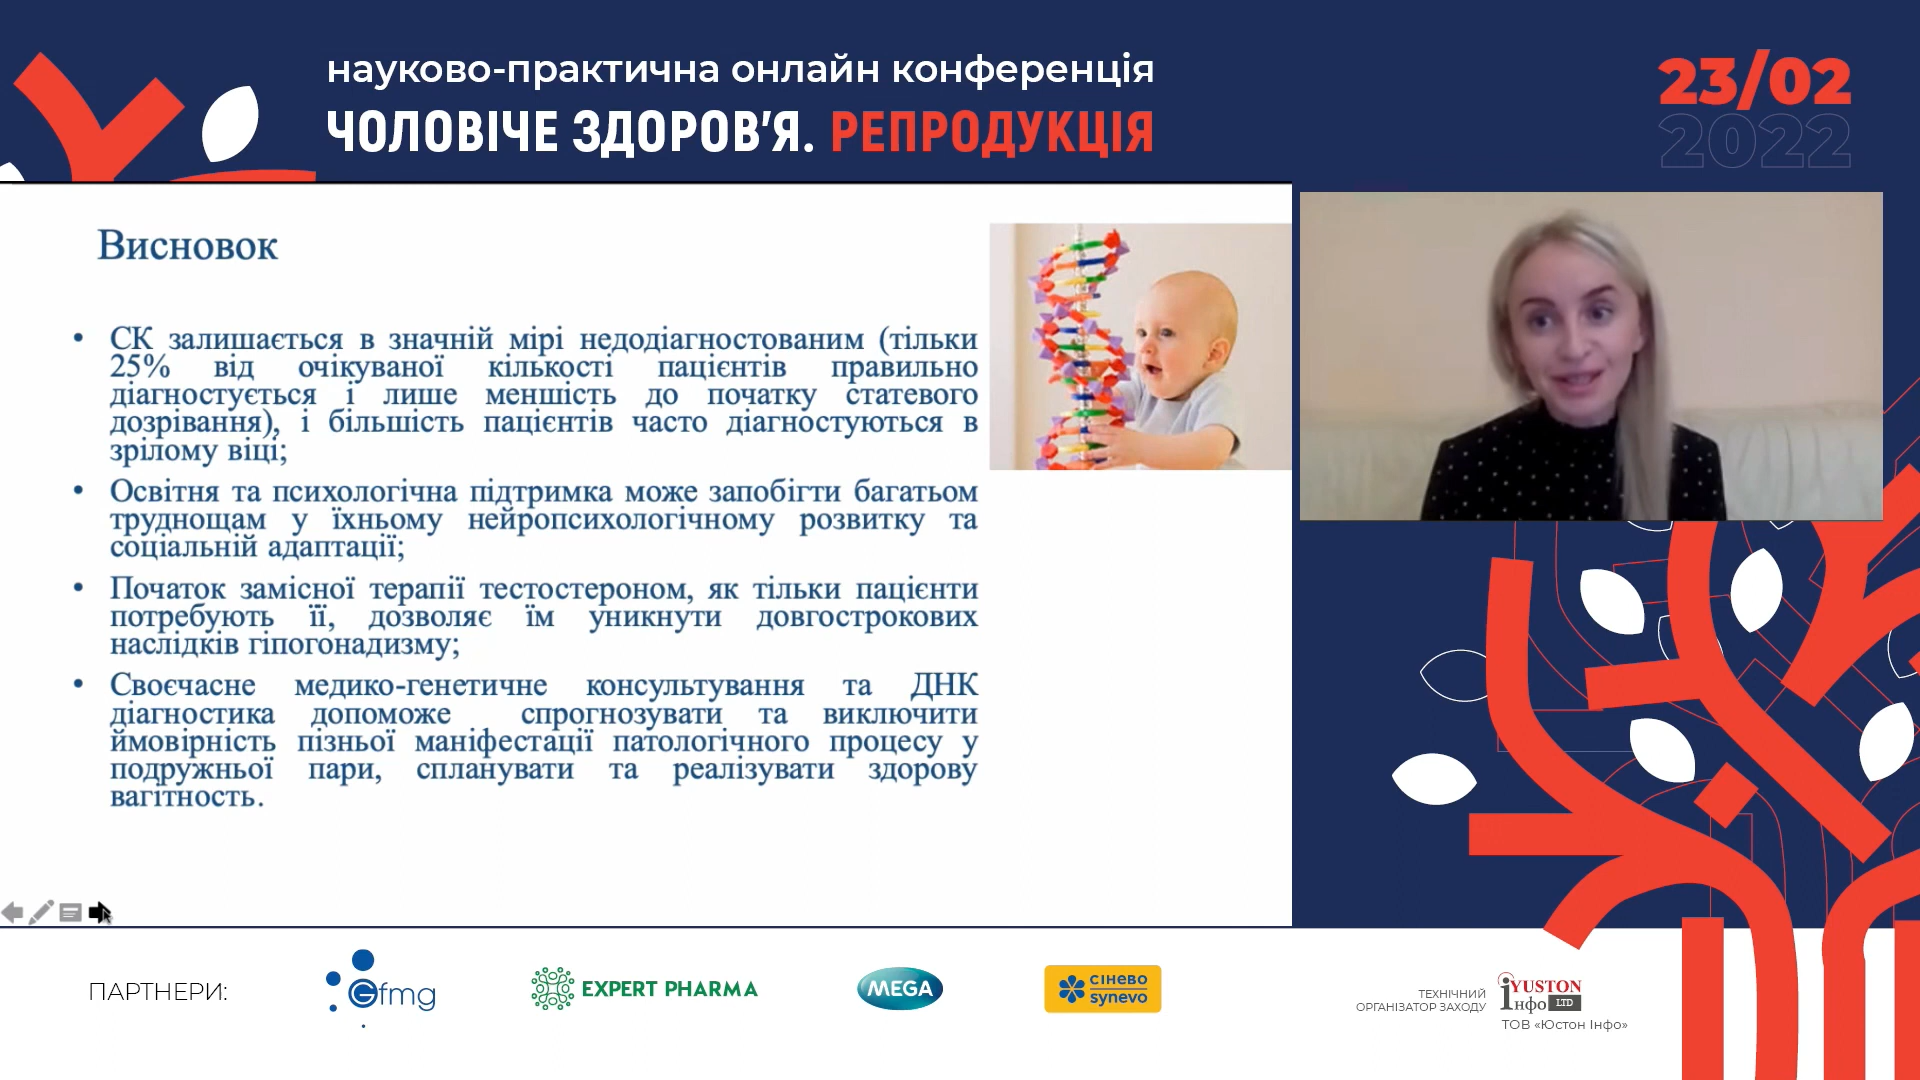 науково-практична онлайн конференція
ЧОЛОВІЧЕ ЗДОРОВ'Я. РЕПРОДУКЦІЯ
23/02
2022
Висновок
• СК залишається в значній мірі недодіагностованим (тільки
25% від очікуваної кількості пацієнтів правильно
діагностується і лише меншість до початку статевого
дозрівання), і більшість пацієнтів часто діагностуються в
зрілому віці;
• Освітня та психологічна підтримка може запобігти багатьом
труднощам у їхньому нейропсихологічному розвитку та
соціальній адаптації;
• Початок замісної терапії тестостероном, як тільки пацієнти
потребують її, дозволяє їм уникнути довгострокових
наслідків гіпогонадизму;
• Своєчасне медико-генетичне консультування та ДНК
діагностика допоможе спрогнозувати та виключити
ймовірність пізньої маніфестації патологічного процесу у
подружньої пари, спланувати та реалізувати здорову
вагітность.
ПАРТНЕРИ:
Gfmg
EXPERT PHARMA
MEGA
сінево
synevo
ТЕХНІЧНИЙ
ОРГАНІЗАТОР ЗАХОДУ
YUSTON
Інфо LTD
ТОВ «Юстон Інфо»